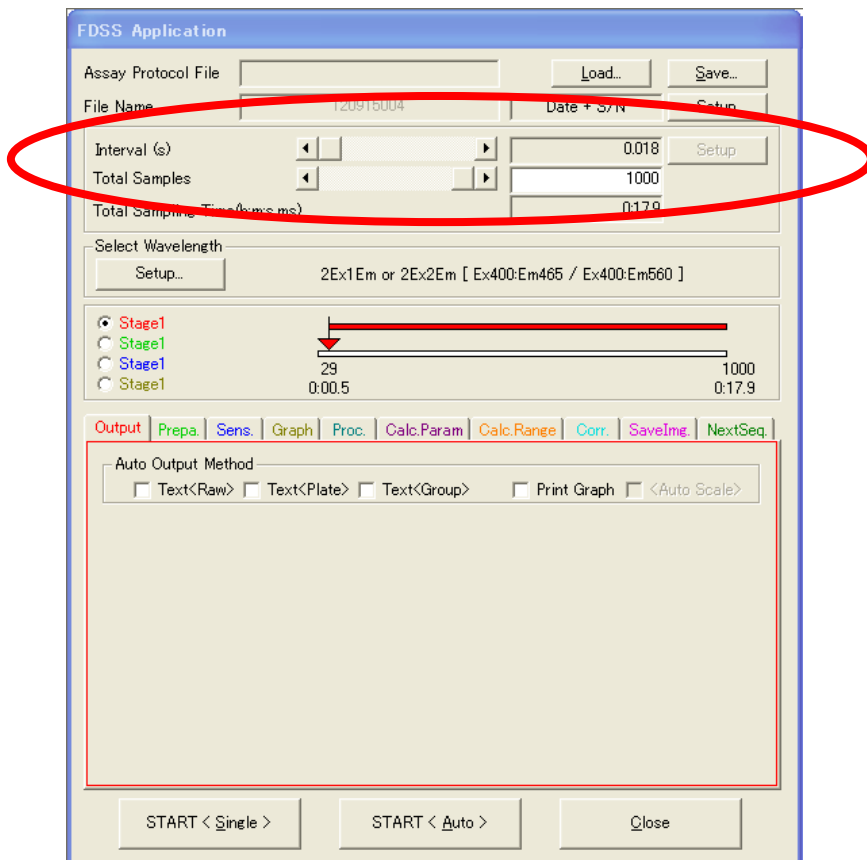 FDSS Application
Assay Protocol File Load... Save...
File Name 120915004 Date + S/N Setup
Interval (s) 0.018 Setup
Total Samples 1000
Total Sampling Time(h:m:s.ms) 0:17.9
Select Wavelength
Setup... 2Ex1Em or 2Ex2Em [ Ex400:Em465 / Ex400:Em560 ]
Stage1
Stage1
Stage1 29 1000
Stage1 0:00.5 0:17.9
Output Prepa. Sens. Graph Proc. Calc.Param Calc.Range Corr. SaveImg. NextSeq.
Auto Output Method
Text<Raw> Text<Plate> Text<Group> Print Graph <Auto Scale>
START < Single > START < Auto > Close